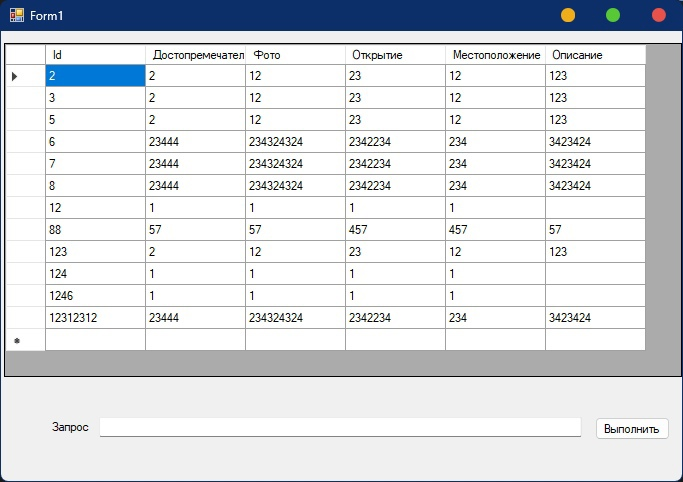 Form1
Id Достопремечател Фото Открытие Местоположение Описание
2 2 12 23 12 123
3 2 12 23 12 123
5 2 12 23 12 123
6 23444 234324324 2342234 234 3423424
7 23444 234324324 2342234 234 3423424
8 23444 234324324 2342234 234 3423424
12 1 1 1 1
88 57 57 457 457 57
123 2 12 23 12 123
124 1 1 1 1
1246 1 1 1 1
12312312 23444 234324324 2342234 234 3423424
Запрос Выполнить